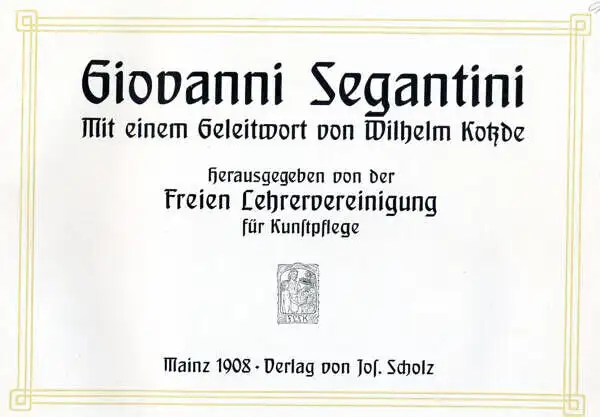 Giovanni Segantini
Mit einem Geleitwort von Wilhelm Kotzde
Herausgegeben von der
Freien Lehrervereinigung
für Kunſtpflege
Mainz 1908 · Verlag von Joſ. Scholz